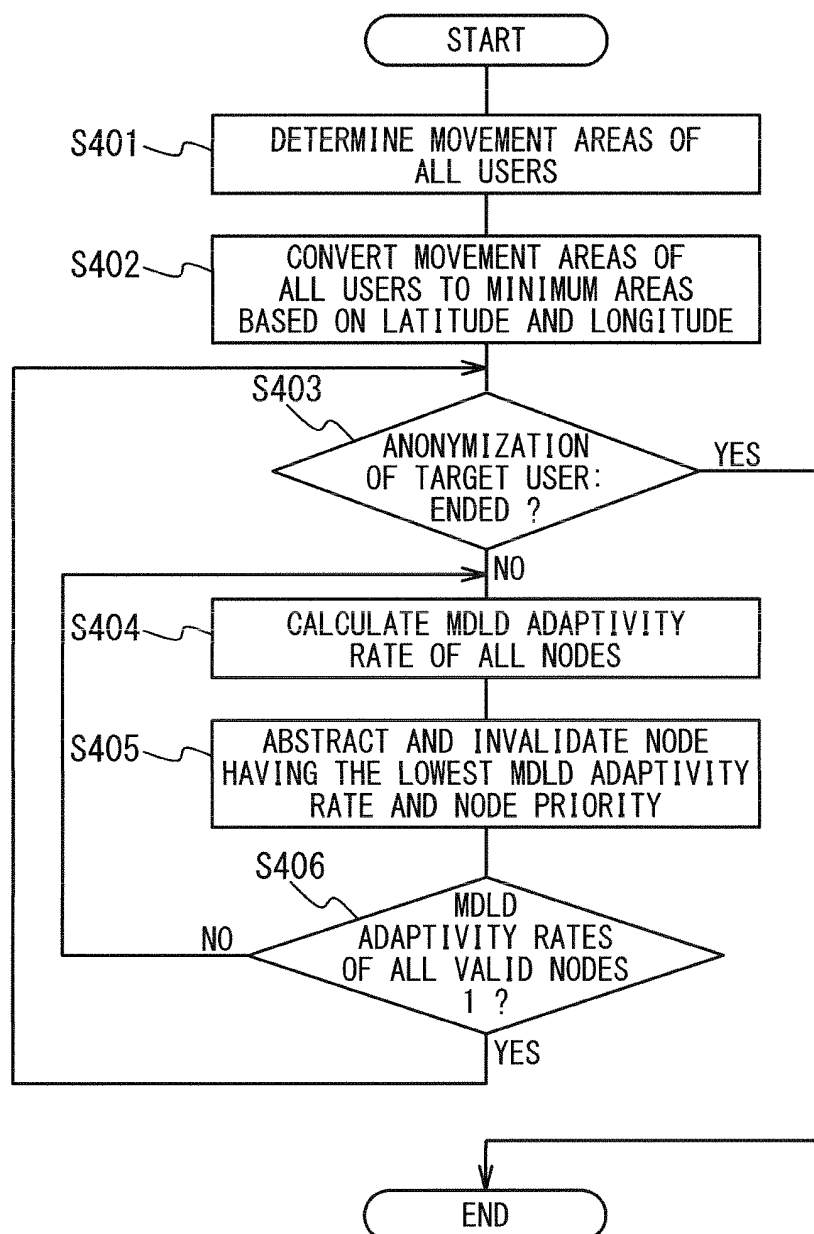 START
S401
DETERMINE MOVEMENT AREAS OF
ALL USERS
S402
CONVERT MOVEMENT AREAS OF
ALL USERS TO MINIMUM AREAS
BASED ON LATITUDE AND LONGITUDE
S403
ANONYMIZATION
OF TARGET USER:
ENDED ?
YES
NO
S404
CALCULATE MDLD ADAPTIVITY
RATE OF ALL NODES
S405
ABSTRACT AND INVALIDATE NODE
HAVING THE LOWEST MDLD ADAPTIVITY
RATE AND NODE PRIORITY
S406
MDLD
ADAPTIVITY RATES
OF ALL VALID NODES
1 ?
NO
YES
END